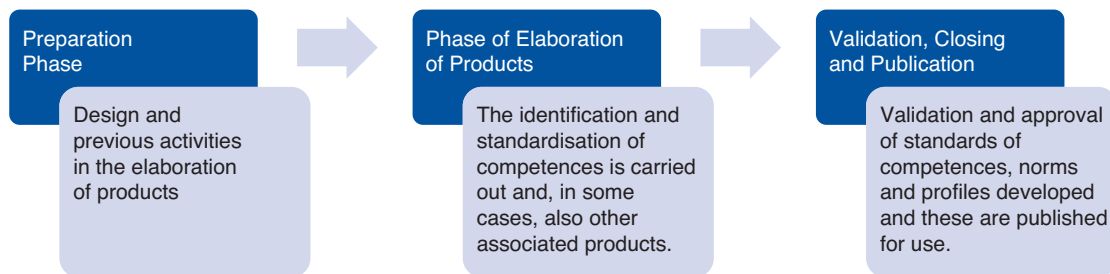 Preparation
Phase
Design and
previous activities
in the elaboration
of products
Phase of Elaboration
of Products
The identification and
standardisation of
competences is carried
out and, in some
cases, also other
associated products.
Validation, Closing
and Publication
Validation and approval
of standards of
competences, norms
and profiles developed
and these are published
for use.